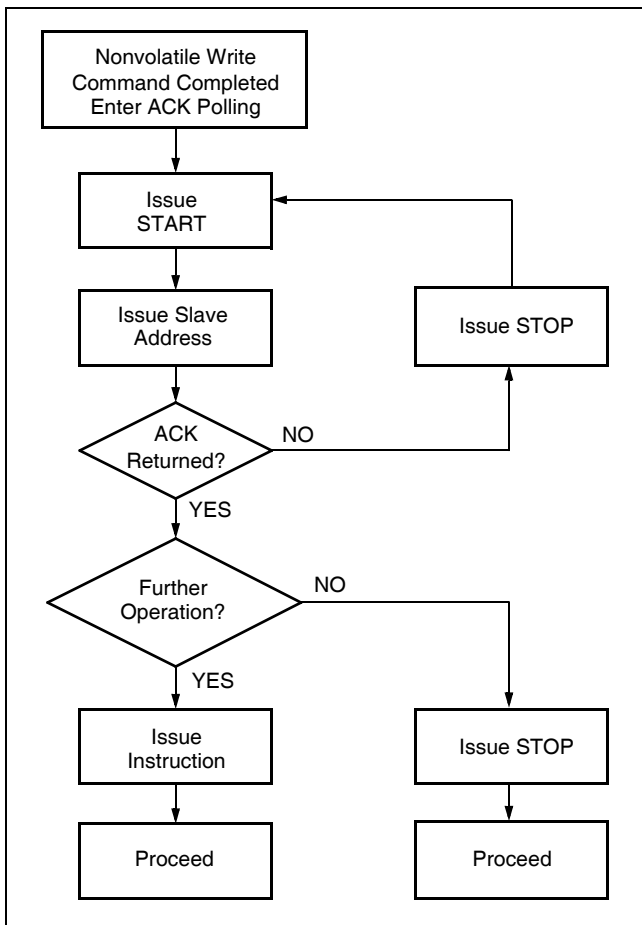 Nonvolatile Write
Command Completed
Enter ACK Polling
Issue
START
Issue Slave
Address
Issue STOP
ACK
Returned?
NO
YES
Further
Operation?
NO
YES
Issue
Instruction
Issue STOP
Proceed
Proceed